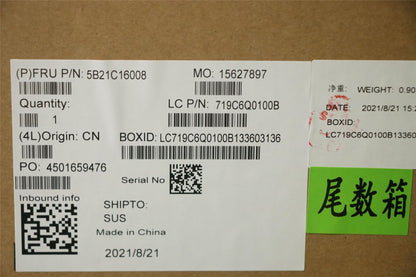 (P)FRU P/N: 5B21C16008
MO: 15627897
Quantity:
1
LC P/N: 719C6Q0100B
(4L)Origin: CN
BOXID: LC719C6Q0100B133603136
PO: 4501659476
Serial No
Inbound info
SHIPTO:
SUS
Made in China
2021/8/21
净重: WEIGHT: 0.90
DATE: 2021/8/21 15:2
BOXID:
LC719C6Q0100B13360
尾数箱